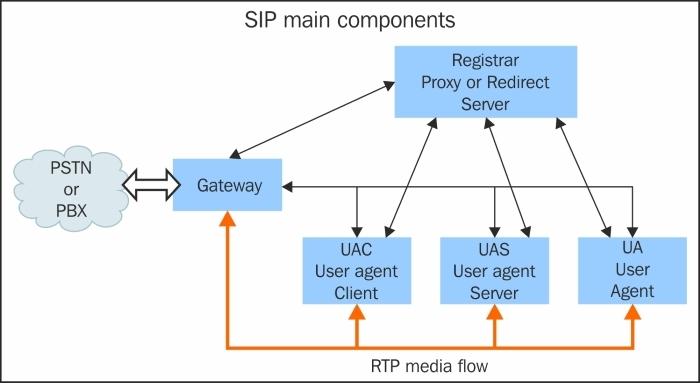 SIP main components
Registrar
Proxy or Redirect
Server
PSTN
or
PBX
Gateway
UAC
User agent
Client
UAS
User agent
Server
UA
User
Agent
RTP media flow